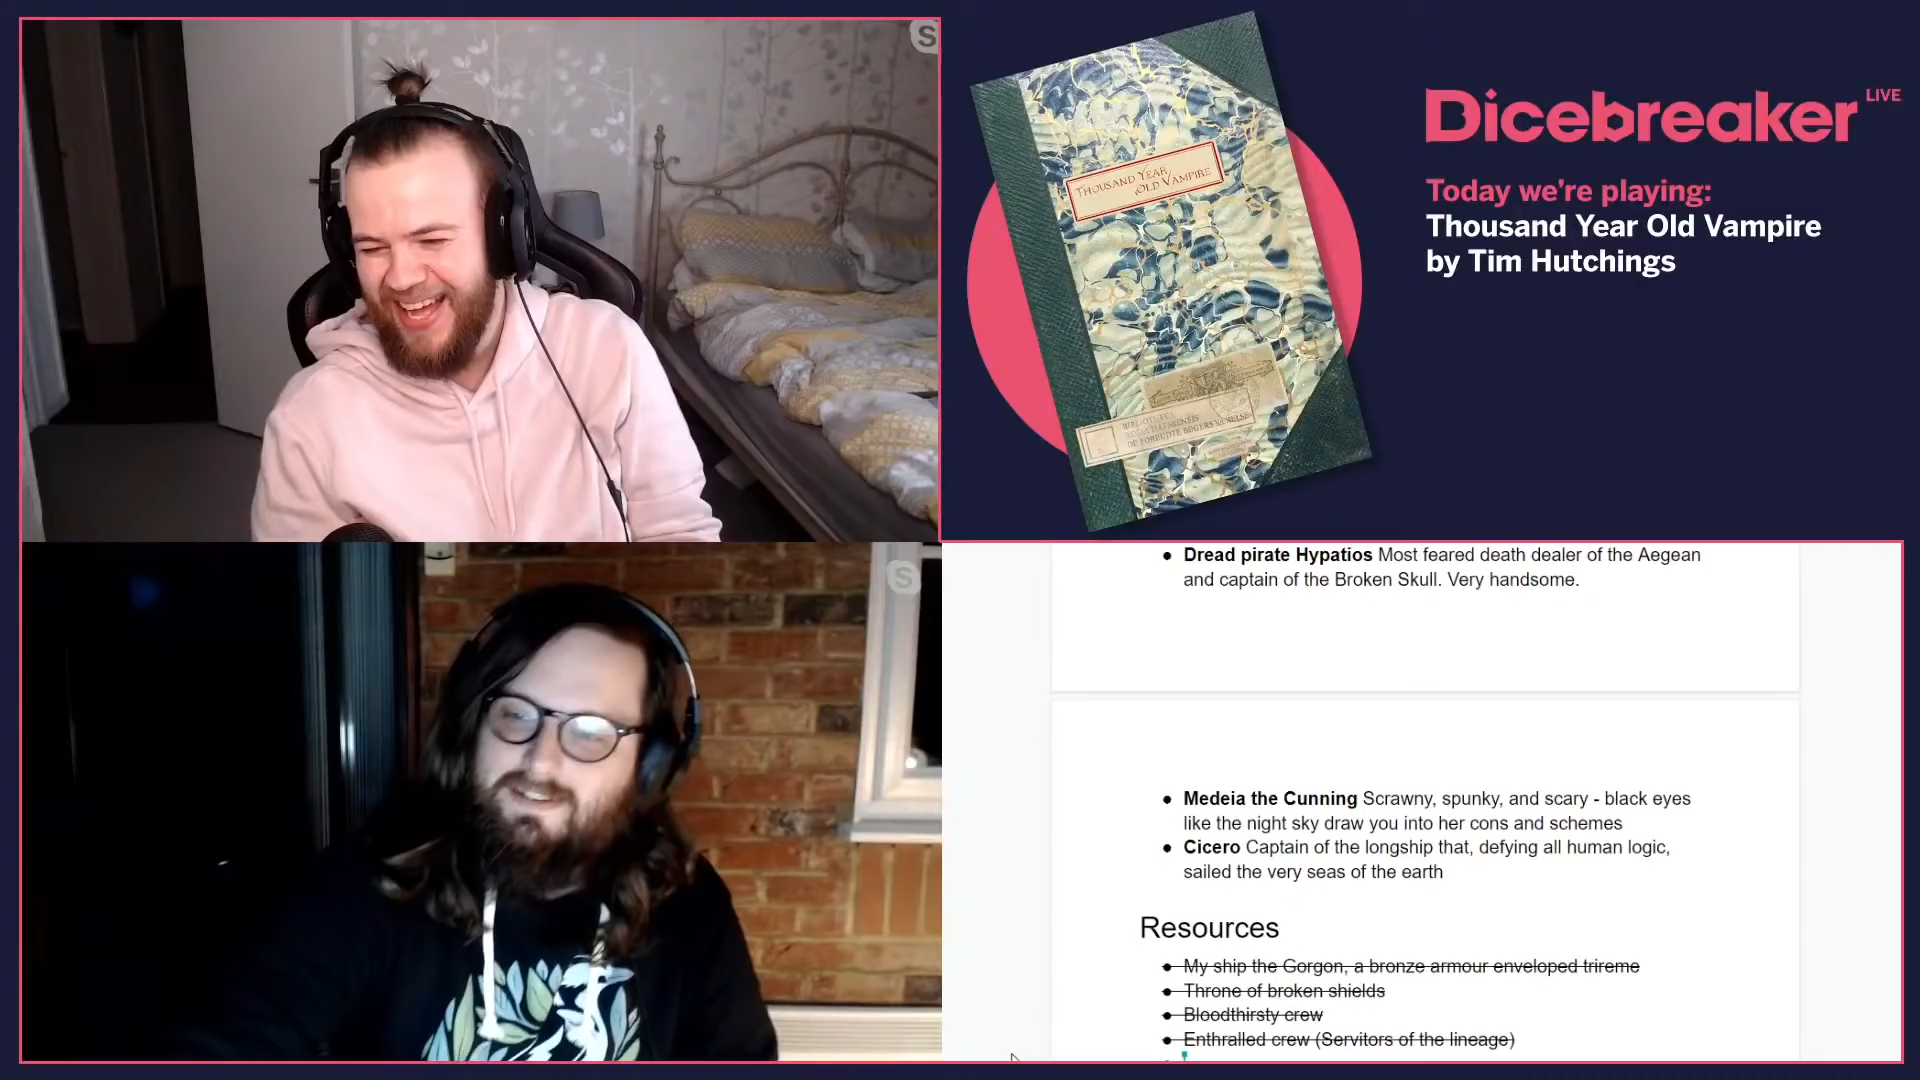 S
THOUSAND YEAR
OLD VAMPIRE
Dicebreaker LIVE
Today we're playing:
Thousand Year Old Vampire
by Tim Hutchings
S
Dread pirate Hypatios Most feared death dealer of the Aegean
and captain of the Broken Skull. Very handsome.
Medeia the Cunning Scrawny, spunky, and scary - black eyes
like the night sky draw you into her cons and schemes
Cicero Captain of the longship that, defying all human logic,
sailed the very seas of the earth
Resources
My ship the Gorgon, a bronze armour enveloped trireme
Throne of broken shields
Bloodthirsty crew
Enthralled crew (Servitors of the lineage)